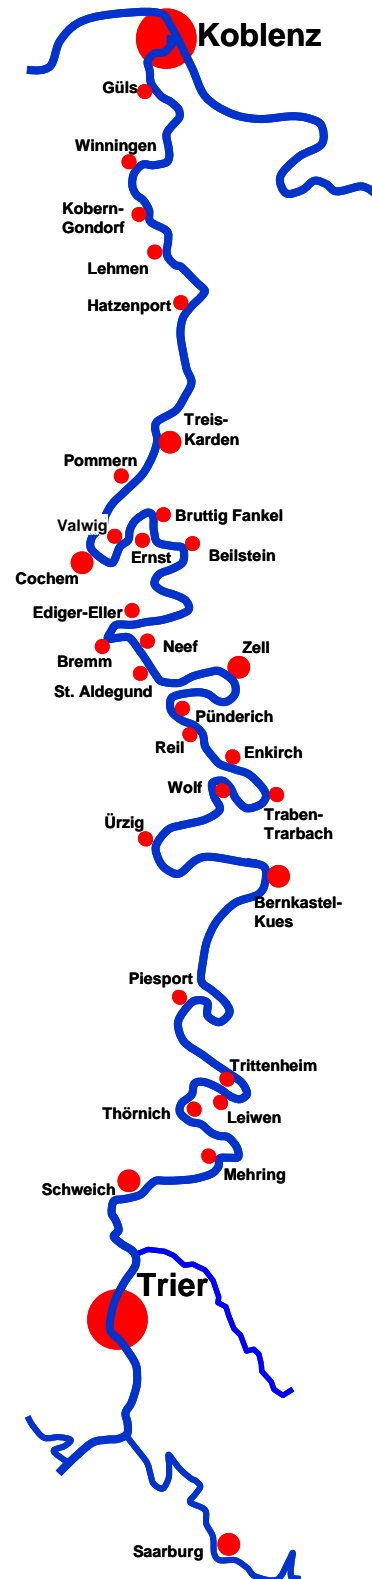 Koblenz
Güls
Winningen
Kobern-
Gondorf
Lehmen
Hatzenport
Treis-
Karden
Pommern
Bruttig Fankel
Valwig
Ernst
Beilstein
Cochem
Ediger-Eller
Neef
Zell
Bremm
St. Aldegund
Pünderich
Reil
Enkirch
Wolf
Traben-
Trarbach
Ürzig
Bernkastel-
Kues
Piesport
Trittenheim
Thörnich
Leiwen
Mehring
Schweich
Trier
Saarburg